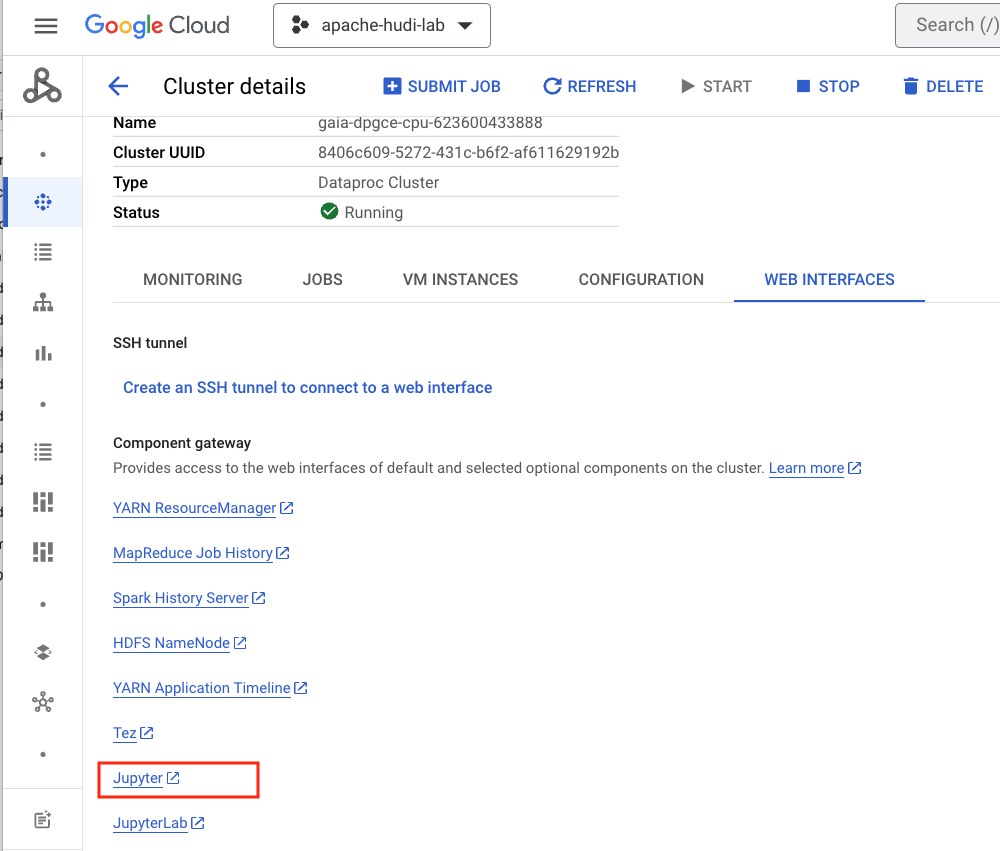 Google Cloud apache-hudi-lab Search (/)
Cluster details SUBMIT JOB REFRESH START STOP DELETE
Name gaia-dpgce-cpu-623600433888
Cluster UUID 8406c609-5272-431c-b6f2-af611629192b
Type Dataproc Cluster
Status Running
MONITORING JOBS VM INSTANCES CONFIGURATION WEB INTERFACES
SSH tunnel
Create an SSH tunnel to connect to a web interface
Component gateway
Provides access to the web interfaces of default and selected optional components on the cluster. Learn more
YARN ResourceManager
MapReduce Job History
Spark History Server
HDFS NameNode
YARN Application Timeline
Tez
Jupyter
JupyterLab